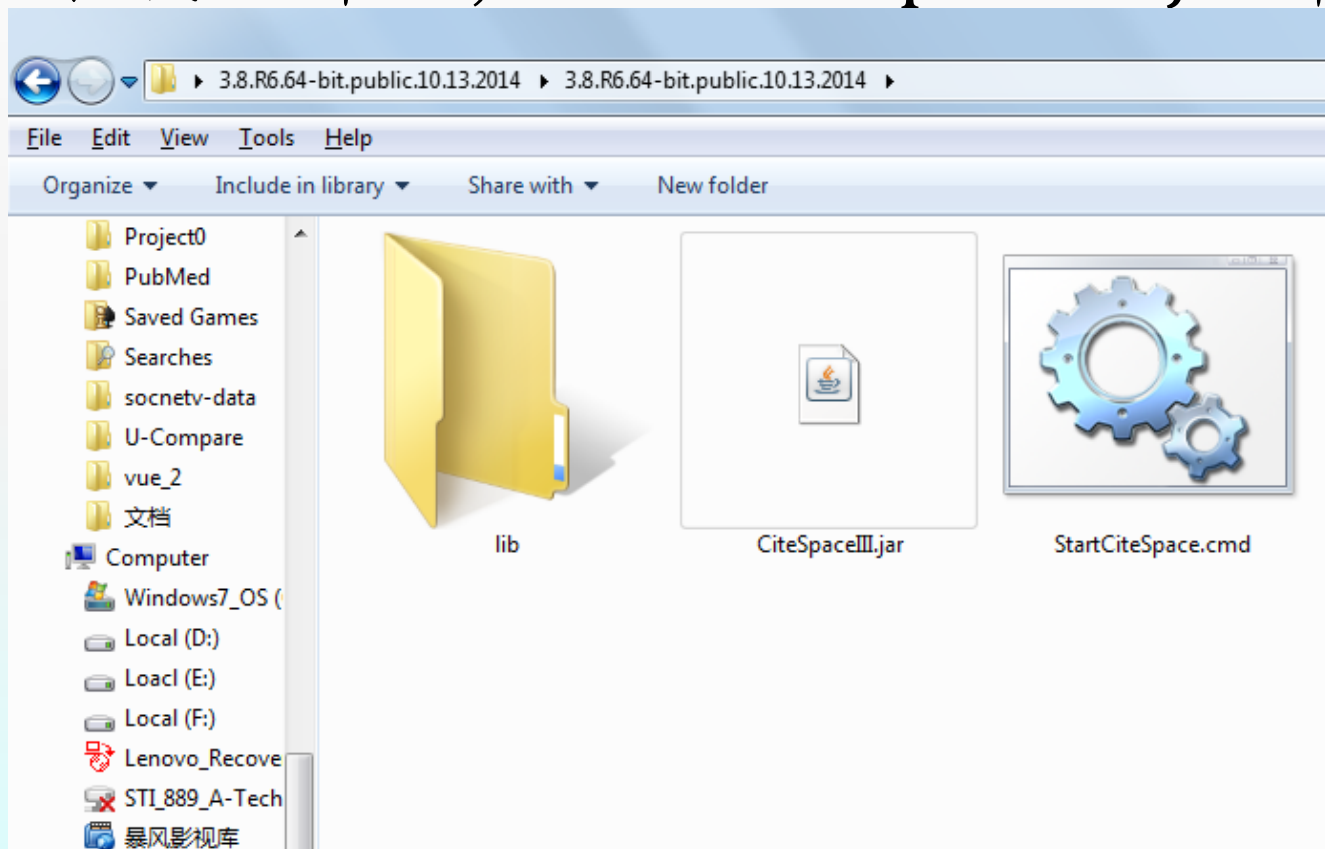 3.8.R6.64-bit.public.10.13.2014 3.8.R6.64-bit.public.10.13.2014
File Edit View Tools Help
Organize Include in library Share with New folder
Project0
PubMed
Saved Games
Searches
socnetv-data
U-Compare
vue_2
文档
Computer
Windows7_OS (
Local (D:)
Loacl (E:)
Local (F:)
Lenovo_Recove
STI_889_A-Tech
暴风影视库
lib
CiteSpaceIII.jar
StartCiteSpace.cmd